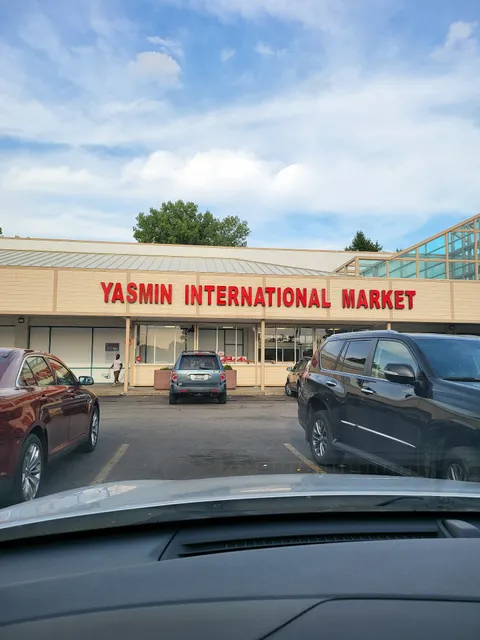 YASMIN INTERNATIONAL MARKET